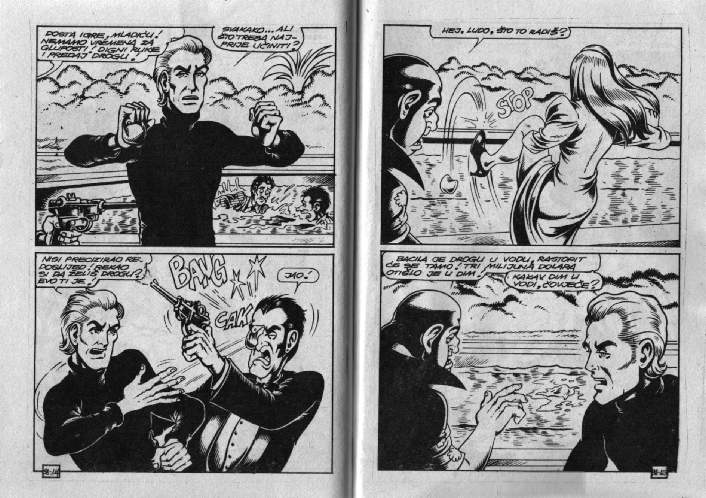 DOSTA IGRE, MLADIĆU!
NEMAMO VREMENA ZA
GLUPOSTI! DIGNI RUKE
I PREDAJ DROGU!
SVAKAKO... ALI
ŠTO TREBA NAJ-
PRIJE UČINITI?
NISI PRECIZIRAO RE-
DOSLIJED! REKAO
SI DA ŽELIŠ DROGU?
EVO TI JE!
BANG
GAK
JAO!
HEJ, LUDO, ŠTO TO RADIŠ?
STOP
BACILA JE DROGU U VODU, RASTOPIT
ĆE SE TAMO! TRI MILIJUNA DOLARA
OTIŠLO JE U DIM!
KAKAV DIM U
VODI, ČOVJEČE?